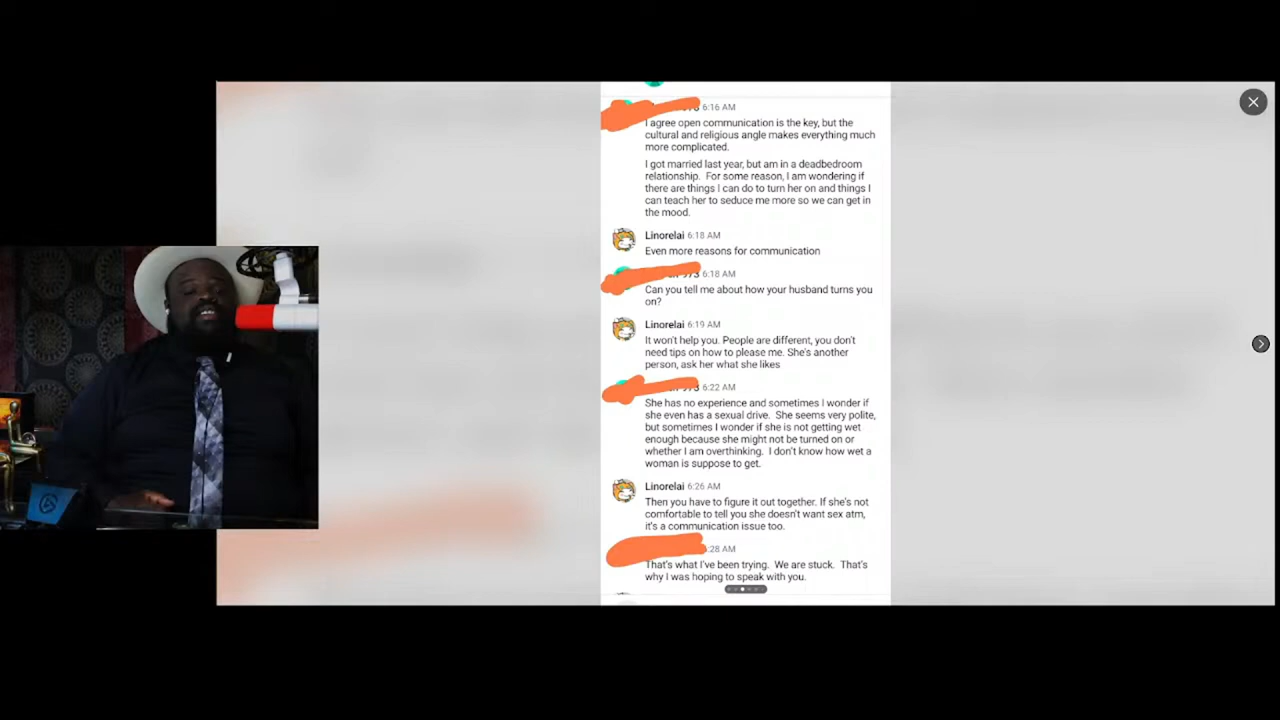 6:16 AM
I agree open communication is the key, but the
cultural and religious angle makes everything much
more complicated.
I got married last year, but am in a deadbedroom
relationship. For some reason, I am wondering if
there are things I can do to turn her on and things I
can teach her to seduce me more so we can get in
the mood.
Linorelai 6:18 AM
Even more reasons for communication
6:18 AM
Can you tell me about how your husband turns you
on?
Linorelai 6:19 AM
It won't help you. People are different, you don't
need tips on how to please me. She's another
person, ask her what she likes
6:22 AM
She has no experience and sometimes I wonder if
she even has a sexual drive. She seems very polite,
but sometimes I wonder if she is not getting wet
enough because she might not be turned on or
whether I am overthinking. I don't know how wet a
woman is suppose to get.
Linorelai 6:26 AM
Then you have to figure it out together. If she's not
comfortable to tell you she doesn't want sex atm,
it's a communication issue too.
:28 AM
That's what I've been trying. We are stuck. That's
why I was hoping to speak with you.